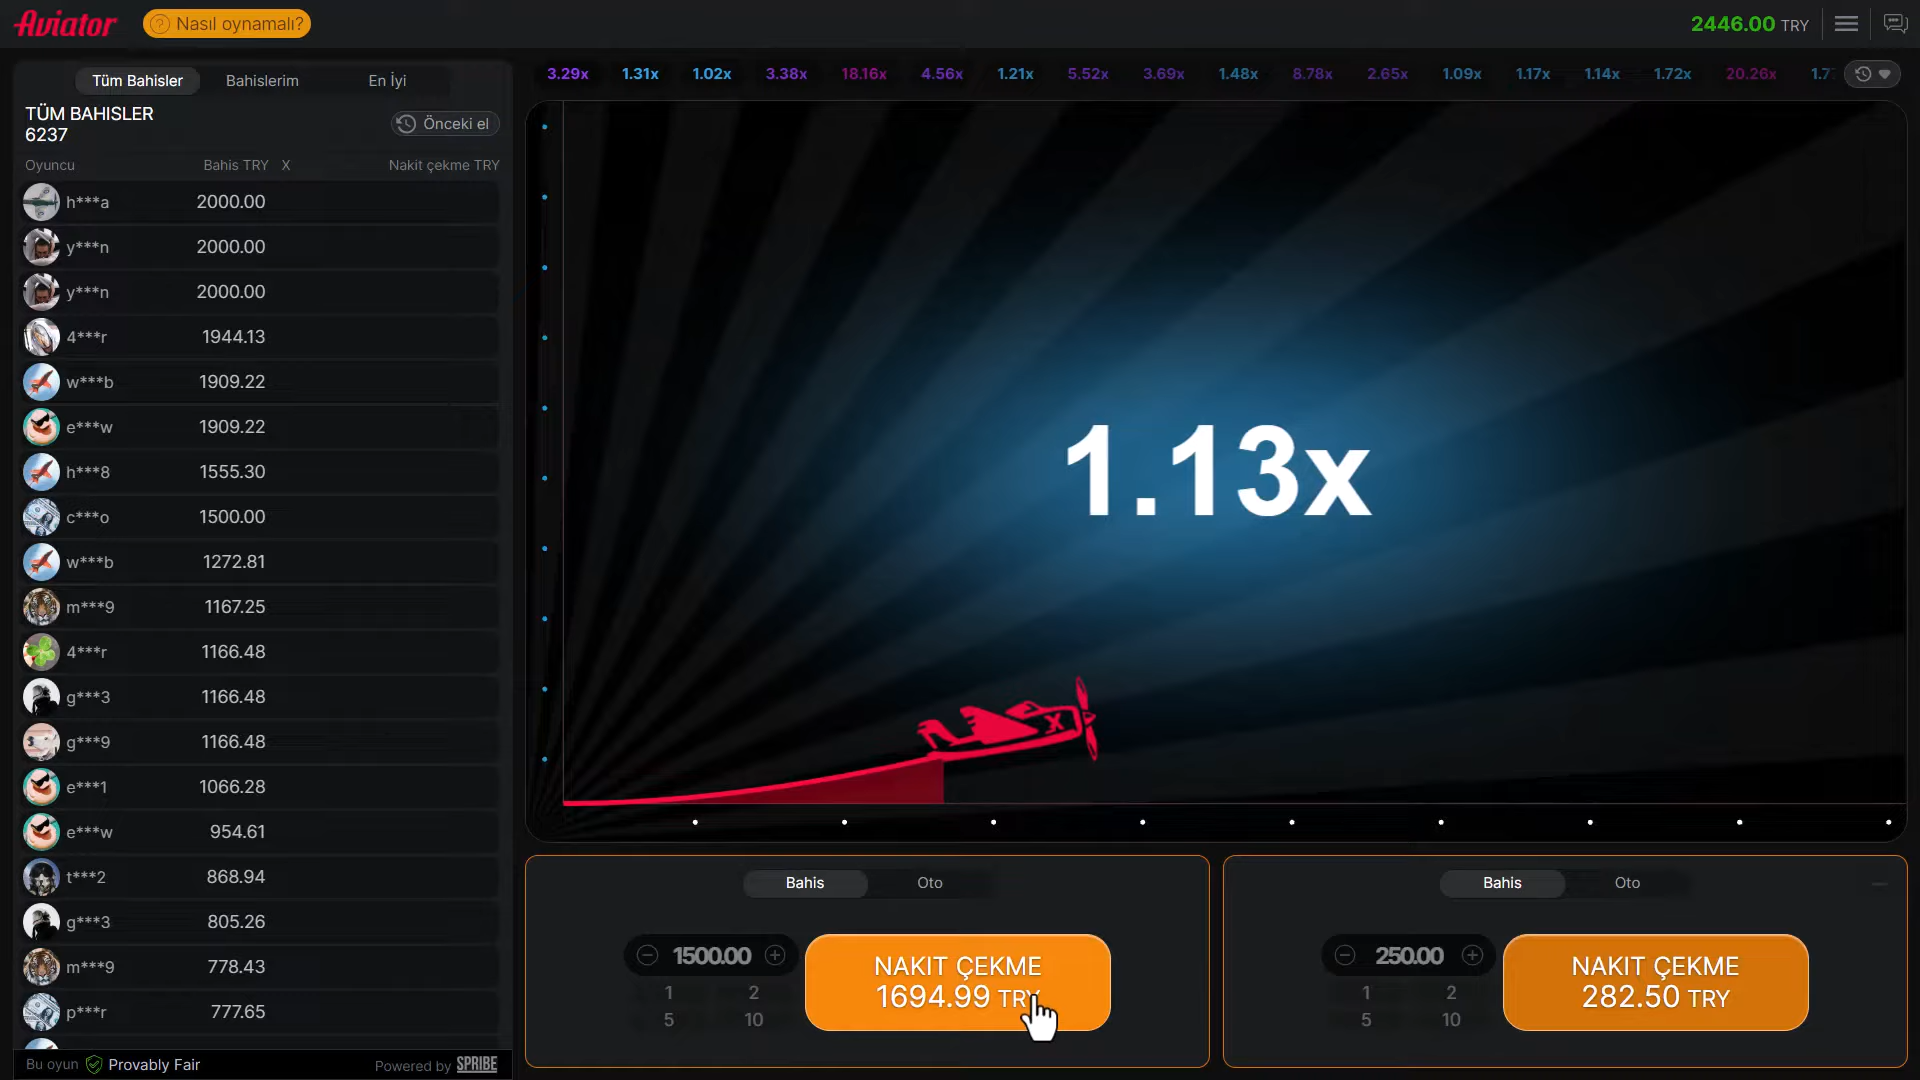 Aviator
Nasıl oynamalı?
2446.00 TRY
Tüm Bahisler Bahislerim En İyi
TÜM BAHISLER
6237
Önceki el
Oyuncu Bahis TRY X Nakit çekme TRY
h***a 2000.00
y***n 2000.00
y***n 2000.00
4***r 1944.13
w***b 1909.22
e***w 1909.22
h***8 1555.30
c***o 1500.00
w***b 1272.81
m***9 1167.25
4***r 1166.48
g***3 1166.48
g***9 1166.48
e***1 1066.28
e***w 954.61
t***2 868.94
g***3 805.26
m***9 778.43
p***r 777.65
Bu oyun Provably Fair Powered by SPRIBE
3.29x 1.31x 1.02x 3.38x 18.16x 4.56x 1.21x 5.52x 3.69x 1.48x 8.78x 2.65x 1.09x 1.17x 1.14x 1.72x 20.26x
1.13x
X
Bahis Oto
1500.00
1 2
5 10
NAKIT ÇEKME
1694.99 TRY
Bahis Oto
250.00
1 2
5 10
NAKIT ÇEKME
282.50 TRY